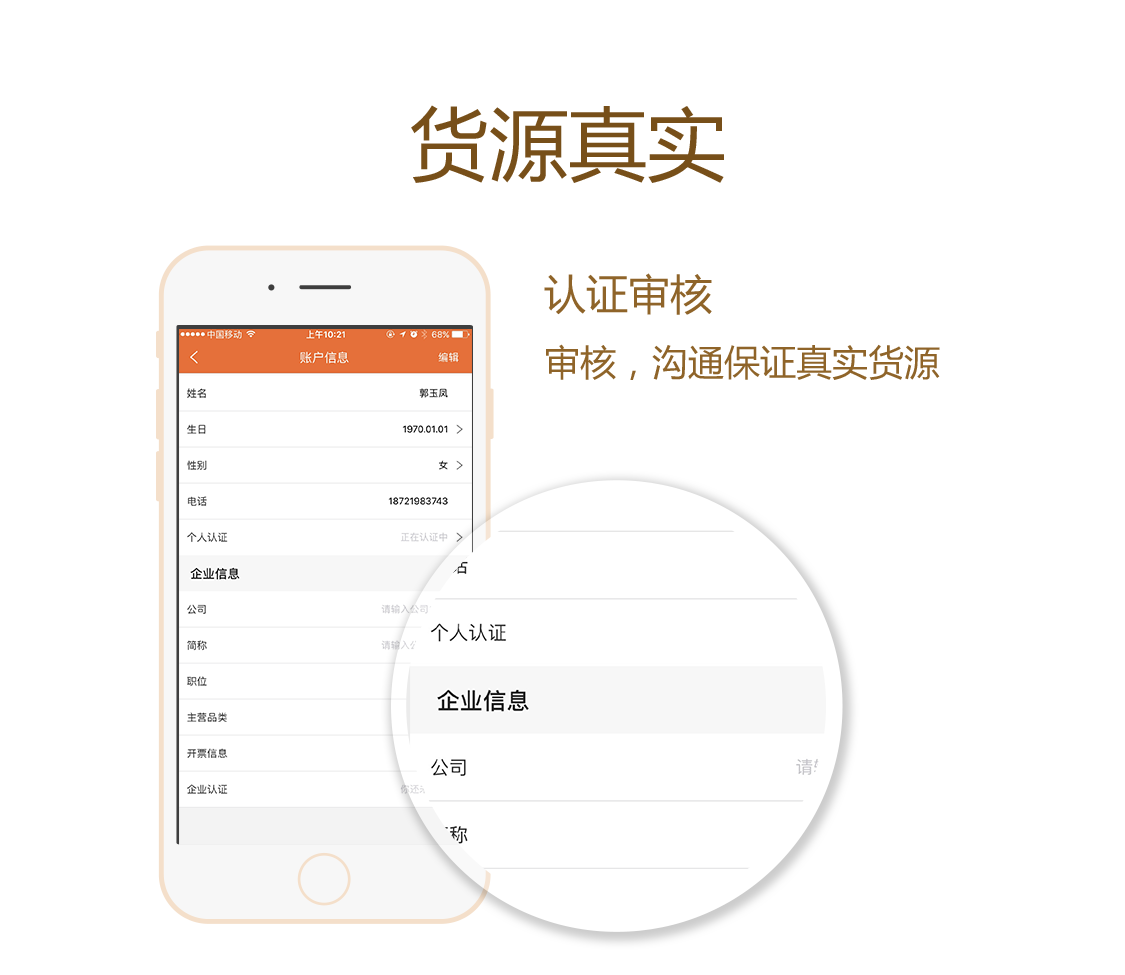 货源真实
认证审核
审核，沟通保证真实货源
中国移动 上午10:21 68%
账户信息 编辑
姓名 郭玉凤
生日 1970.01.01
性别 女
电话 18721983743
个人认证 正在认证中
企业信息
公司 请输入公司
简称 请输入
职位
主营品类
开票信息
企业认证 你还
个人认证
企业信息
公司 请
称